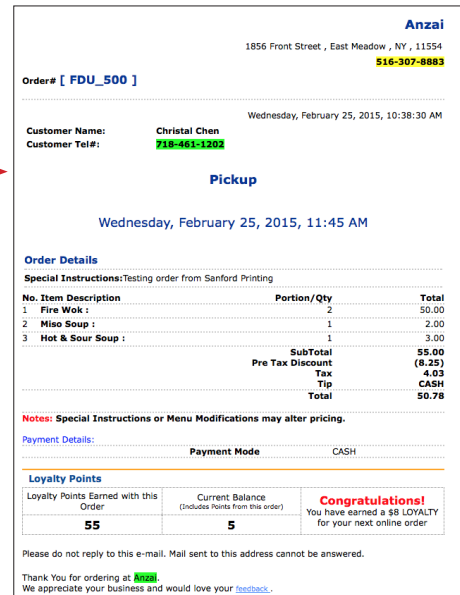 Anzai
1856 Front Street , East Meadow , NY , 11554
516-307-8883
Order# [ FDU_500 ]
Wednesday, February 25, 2015, 10:38:30 AM
Customer Name: Christal Chen
Customer Tel#: 718-461-1202
Pickup
Wednesday, February 25, 2015, 11:45 AM
Order Details
Special Instructions:Testing order from Sanford Printing
No. Item Description Portion/Qty Total
1 Fire Wok : 2 50.00
2 Miso Soup : 1 2.00
3 Hot & Sour Soup : 1 3.00
SubTotal 55.00
Pre Tax Discount (8.25)
Tax 4.03
Tip CASH
Total 50.78
Notes: Special Instructions or Menu Modifications may alter pricing.
Payment Details:
Payment Mode CASH
Loyalty Points
Loyalty Points Earned with this Order
55
Current Balance
(Includes Points from this order)
5
Congratulations!
You have earned a $8 LOYALTY
for your next online order
Please do not reply to this e-mail. Mail sent to this address cannot be answered.
Thank You for ordering at Anzai.
We appreciate your business and would love your feedback .